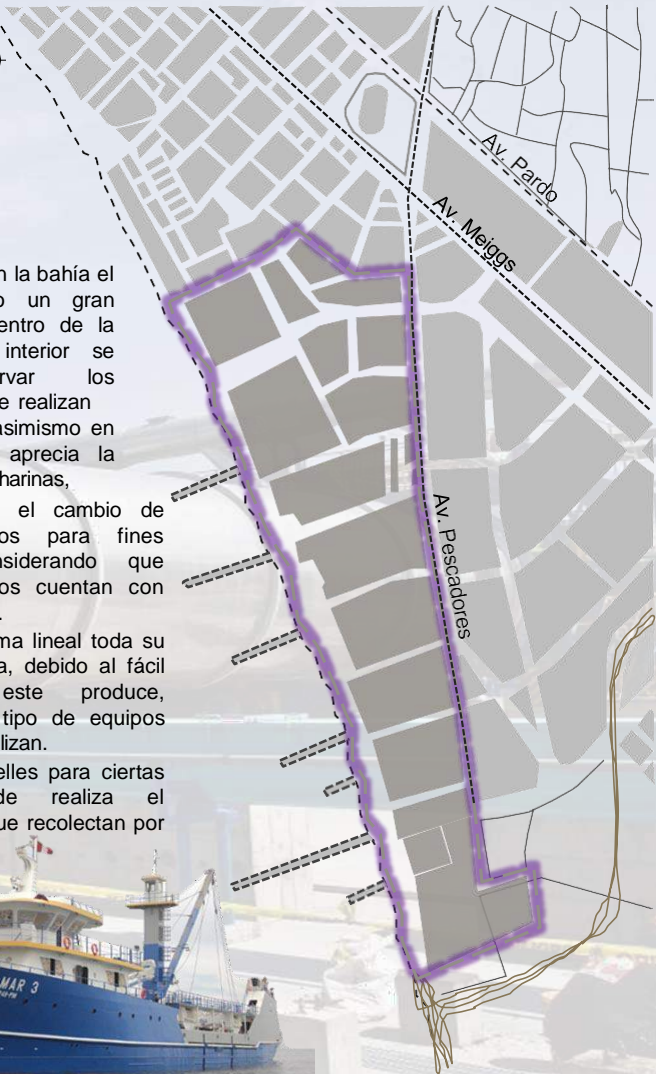 n la bahía el
o un gran
entro de la
interior se
rvar los
e realizan
asimismo en
aprecia la
harinas,
el cambio de
os para fines
nsiderando que
os cuentan con
.
ma lineal toda su
a, debido al fácil
este produce,
tipo de equipos
lizan.
elles para ciertas
de realiza el
ue recolectan por
Av. Pardo
Av. Meiggs
Av. Pescadores
MAR 3